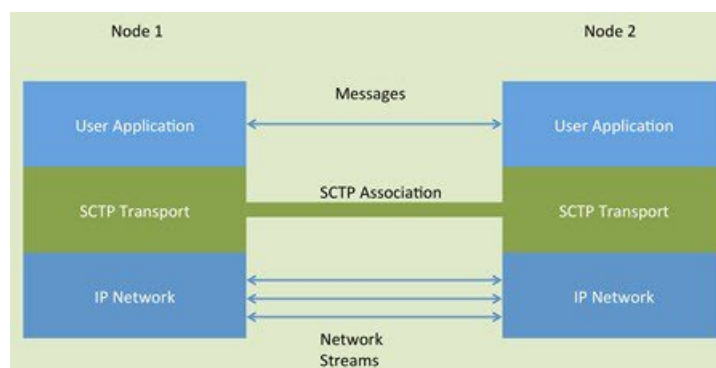 Node 1
Node 2
Messages
User Application
User Application
SCTP Association
SCTP Transport
SCTP Transport
IP Network
IP Network
Network
Streams